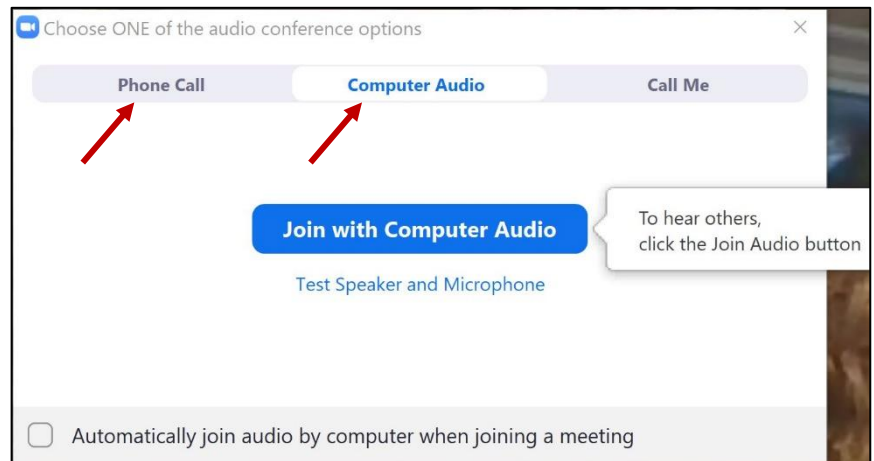 Choose ONE of the audio conference options
Phone Call Computer Audio Call Me
Join with Computer Audio
To hear others,
click the Join Audio button
Test Speaker and Microphone
Automatically join audio by computer when joining a meeting